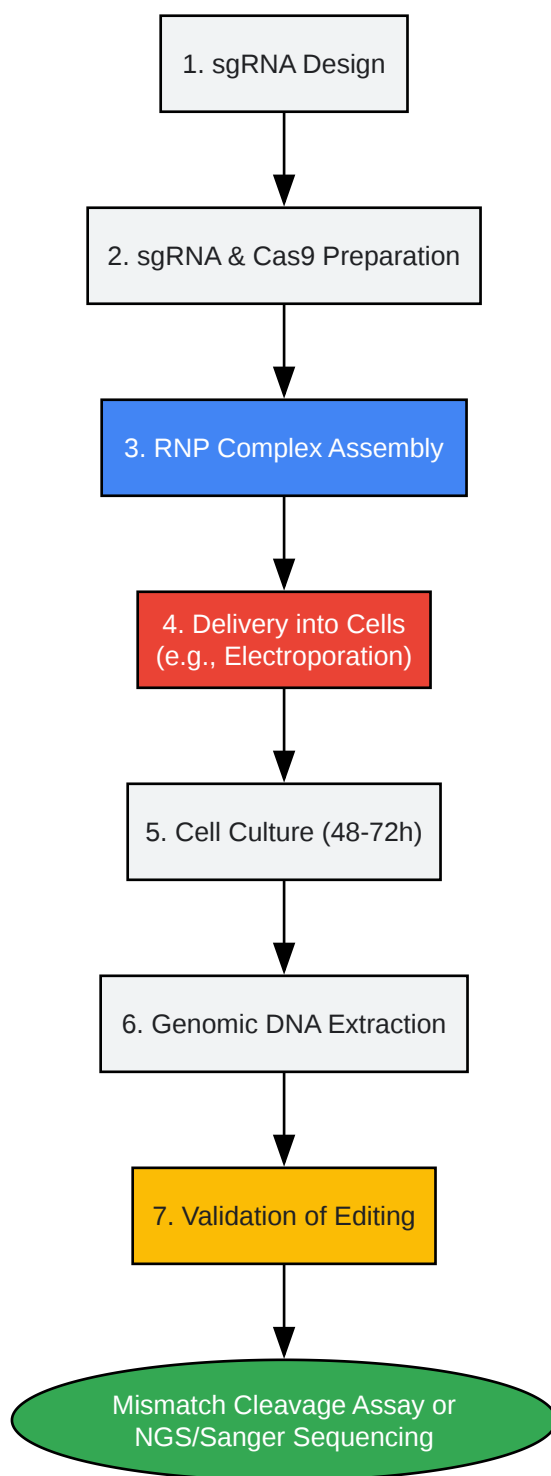 1. sgRNA Design
2. sgRNA & Cas9 Preparation
3. RNP Complex Assembly
4. Delivery into Cells
(e.g., Electroporation)
5. Cell Culture (48-72h)
6. Genomic DNA Extraction
7. Validation of Editing
Mismatch Cleavage Assay or
NGS/Sanger Sequencing